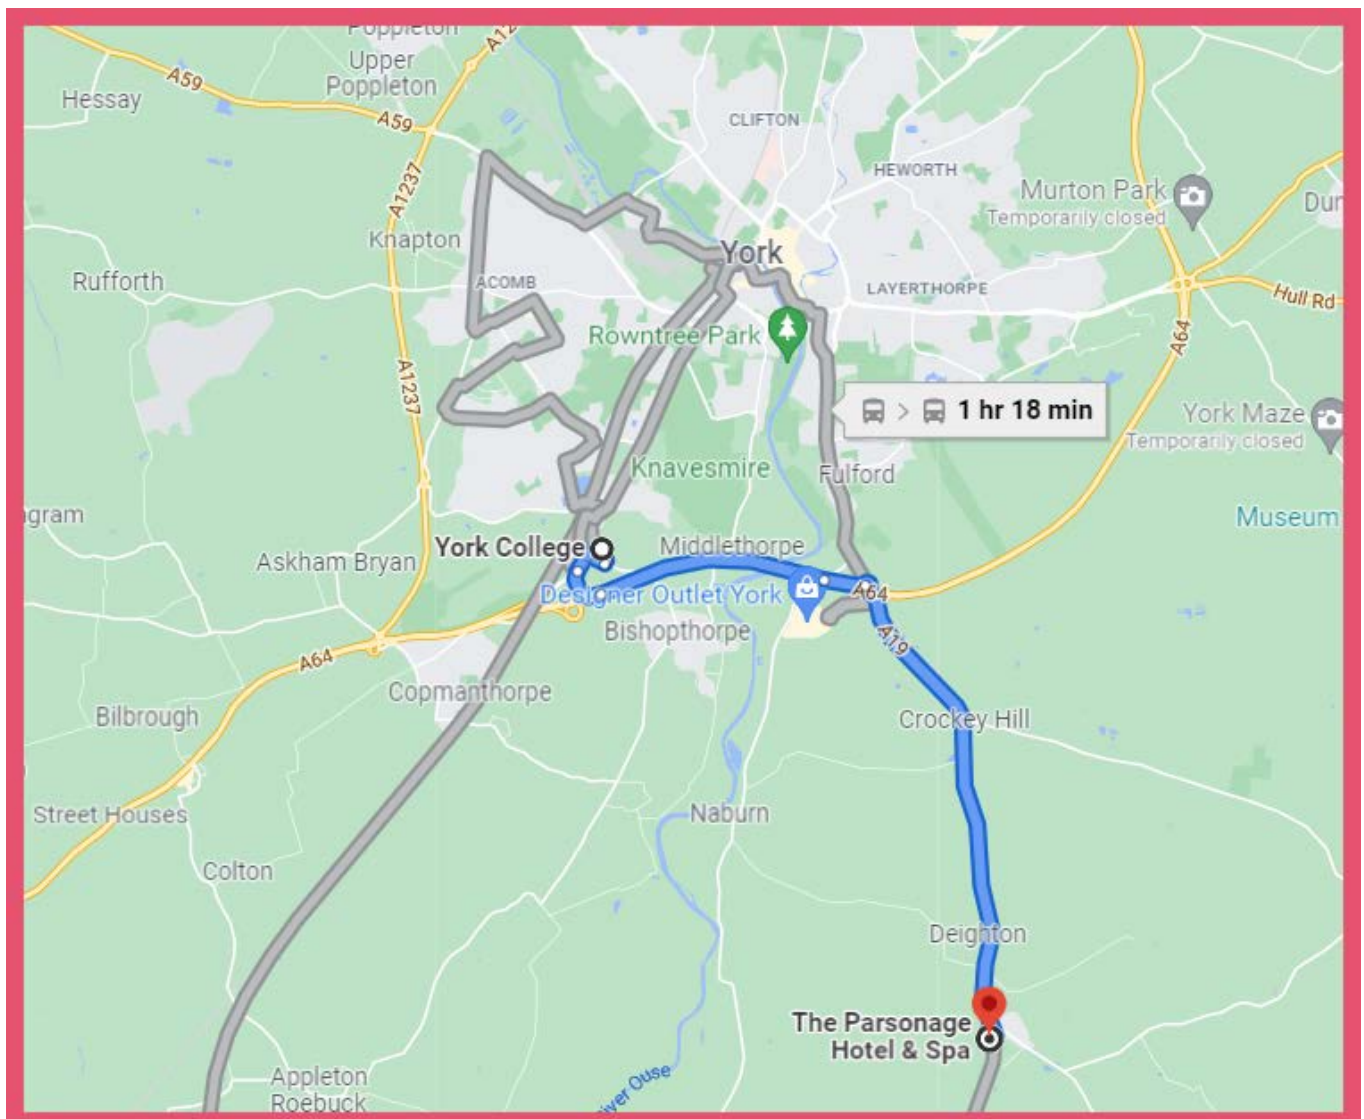 Poppleton
A12
Upper
Poppleton
A59
Hessay
CLIFTON
A59
HEWORTH
Murton Park
Temporarily closed
A1237
Dun
Knapton
York
Rufforth
ACOMB
LAYERTHORPE
Hull Rd
Rowntree Park
A64
A1237
1 hr 18 min
York Maze
Temporarily closed
Knavesmire
Fulford
gram
Museum
York College
Middlethorpe
Askham Bryan
Designer Outlet York
A64
Bishopthorpe
A19
A64
Copmanthorpe
Bilbrough
Crockey Hill
Street Houses
Naburn
Colton
Deighton
The Parsonage
Hotel & Spa
Appleton
Roebuck
River Ouse